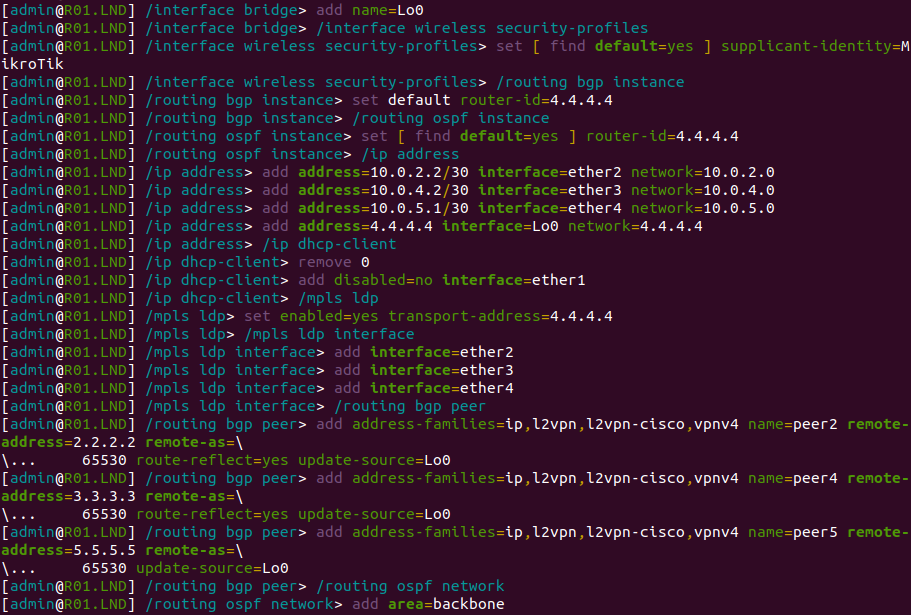 [admin@R01.LND] /interface bridge> add name=Lo0
[admin@R01.LND] /interface bridge> /interface wireless security-profiles
[admin@R01.LND] /interface wireless security-profiles> set [ find default=yes ] supplicant-identity=M
ikroTik
[admin@R01.LND] /interface wireless security-profiles> /routing bgp instance
[admin@R01.LND] /routing bgp instance> set default router-id=4.4.4.4
[admin@R01.LND] /routing bgp instance> /routing ospf instance
[admin@R01.LND] /routing ospf instance> set [ find default=yes ] router-id=4.4.4.4
[admin@R01.LND] /routing ospf instance> /ip address
[admin@R01.LND] /ip address> add address=10.0.2.2/30 interface=ether2 network=10.0.2.0
[admin@R01.LND] /ip address> add address=10.0.4.2/30 interface=ether3 network=10.0.4.0
[admin@R01.LND] /ip address> add address=10.0.5.1/30 interface=ether4 network=10.0.5.0
[admin@R01.LND] /ip address> add address=4.4.4.4 interface=Lo0 network=4.4.4.4
[admin@R01.LND] /ip address> /ip dhcp-client
[admin@R01.LND] /ip dhcp-client> remove 0
[admin@R01.LND] /ip dhcp-client> add disabled=no interface=ether1
[admin@R01.LND] /ip dhcp-client> /mpls ldp
[admin@R01.LND] /mpls ldp> set enabled=yes transport-address=4.4.4.4
[admin@R01.LND] /mpls ldp> /mpls ldp interface
[admin@R01.LND] /mpls ldp interface> add interface=ether2
[admin@R01.LND] /mpls ldp interface> add interface=ether3
[admin@R01.LND] /mpls ldp interface> add interface=ether4
[admin@R01.LND] /mpls ldp interface> /routing bgp peer
[admin@R01.LND] /routing bgp peer> add address-families=ip,l2vpn,l2vpn-cisco,vpnv4 name=peer2 remote-
address=2.2.2.2 remote-as=\
\...     65530 route-reflect=yes update-source=Lo0
[admin@R01.LND] /routing bgp peer> add address-families=ip,l2vpn,l2vpn-cisco,vpnv4 name=peer4 remote-
address=3.3.3.3 remote-as=\
\...     65530 route-reflect=yes update-source=Lo0
[admin@R01.LND] /routing bgp peer> add address-families=ip,l2vpn,l2vpn-cisco,vpnv4 name=peer5 remote-
address=5.5.5.5 remote-as=\
\...     65530 update-source=Lo0
[admin@R01.LND] /routing bgp peer> /routing ospf network
[admin@R01.LND] /routing ospf network> add area=backbone